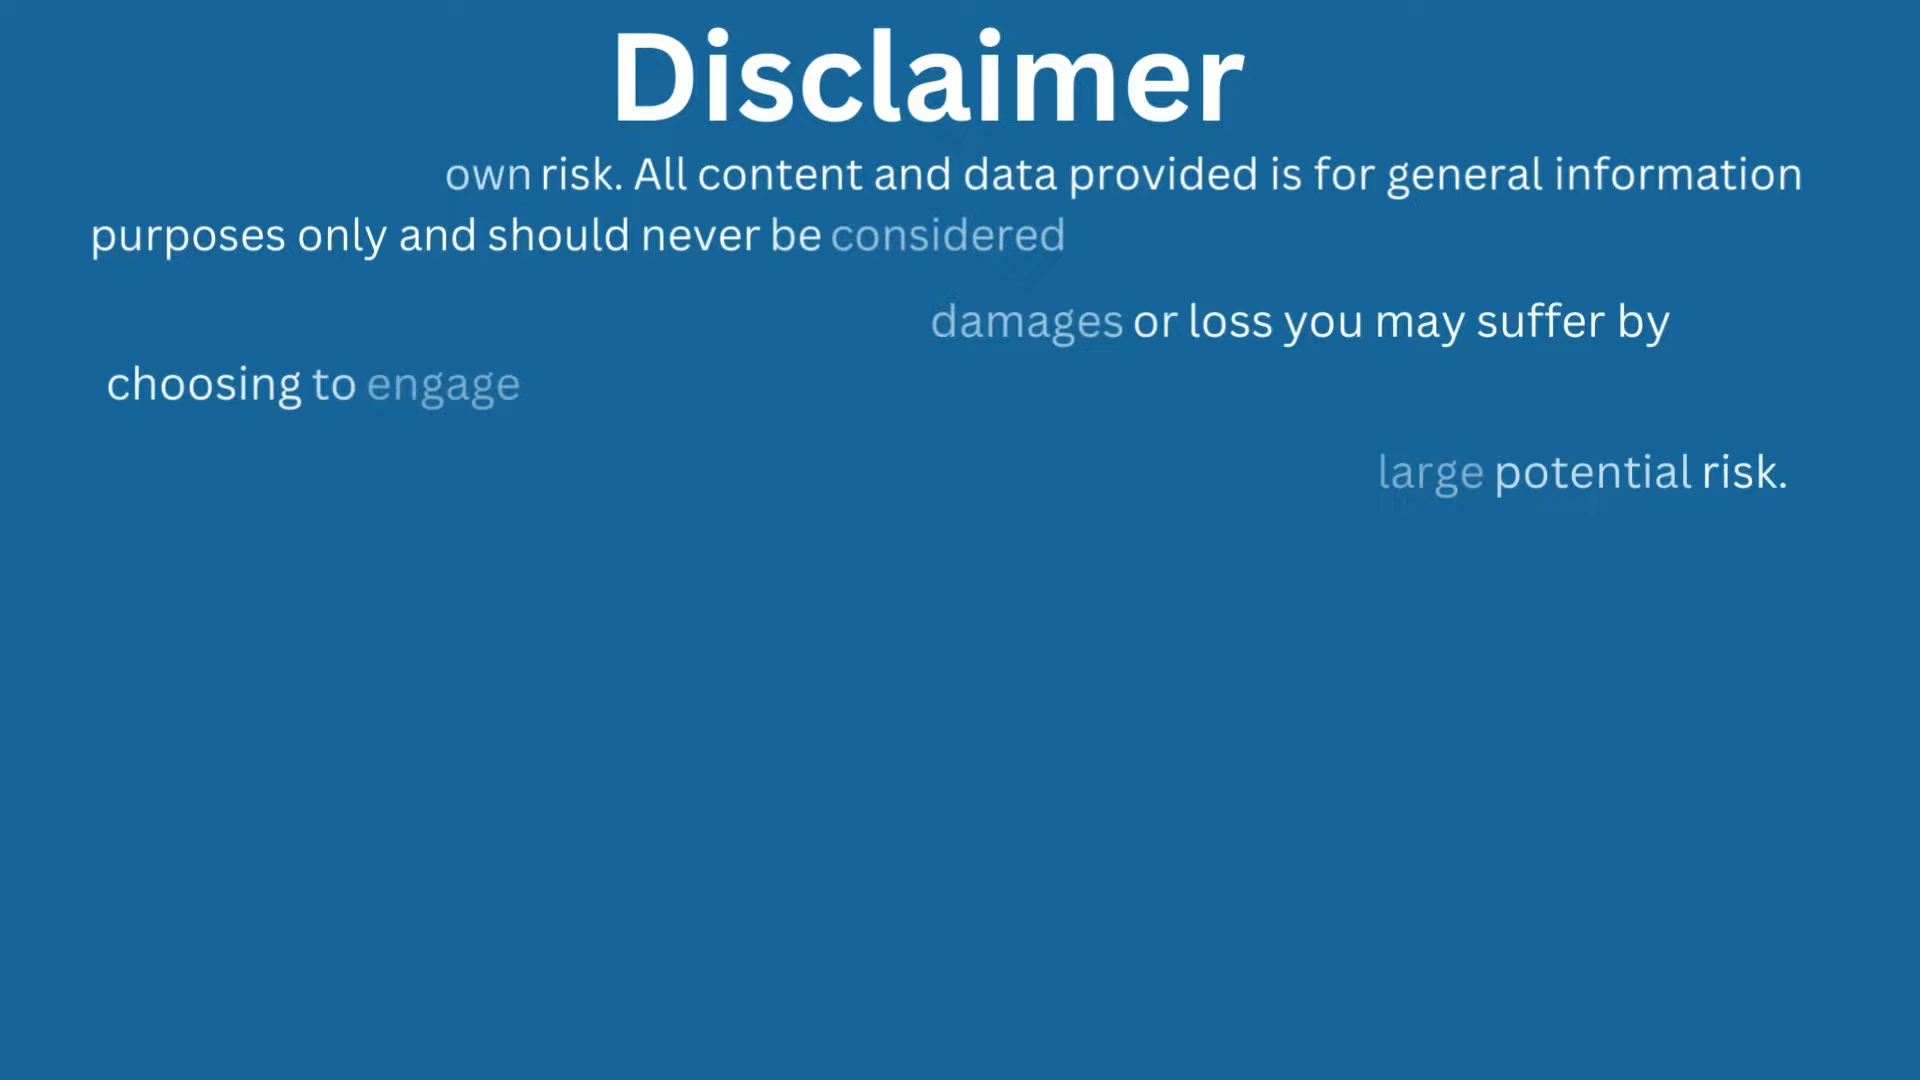 Disclaimer
own risk. All content and data provided is for general information
purposes only and should never be considered
damages or loss you may suffer by
choosing to engage
large potential risk.